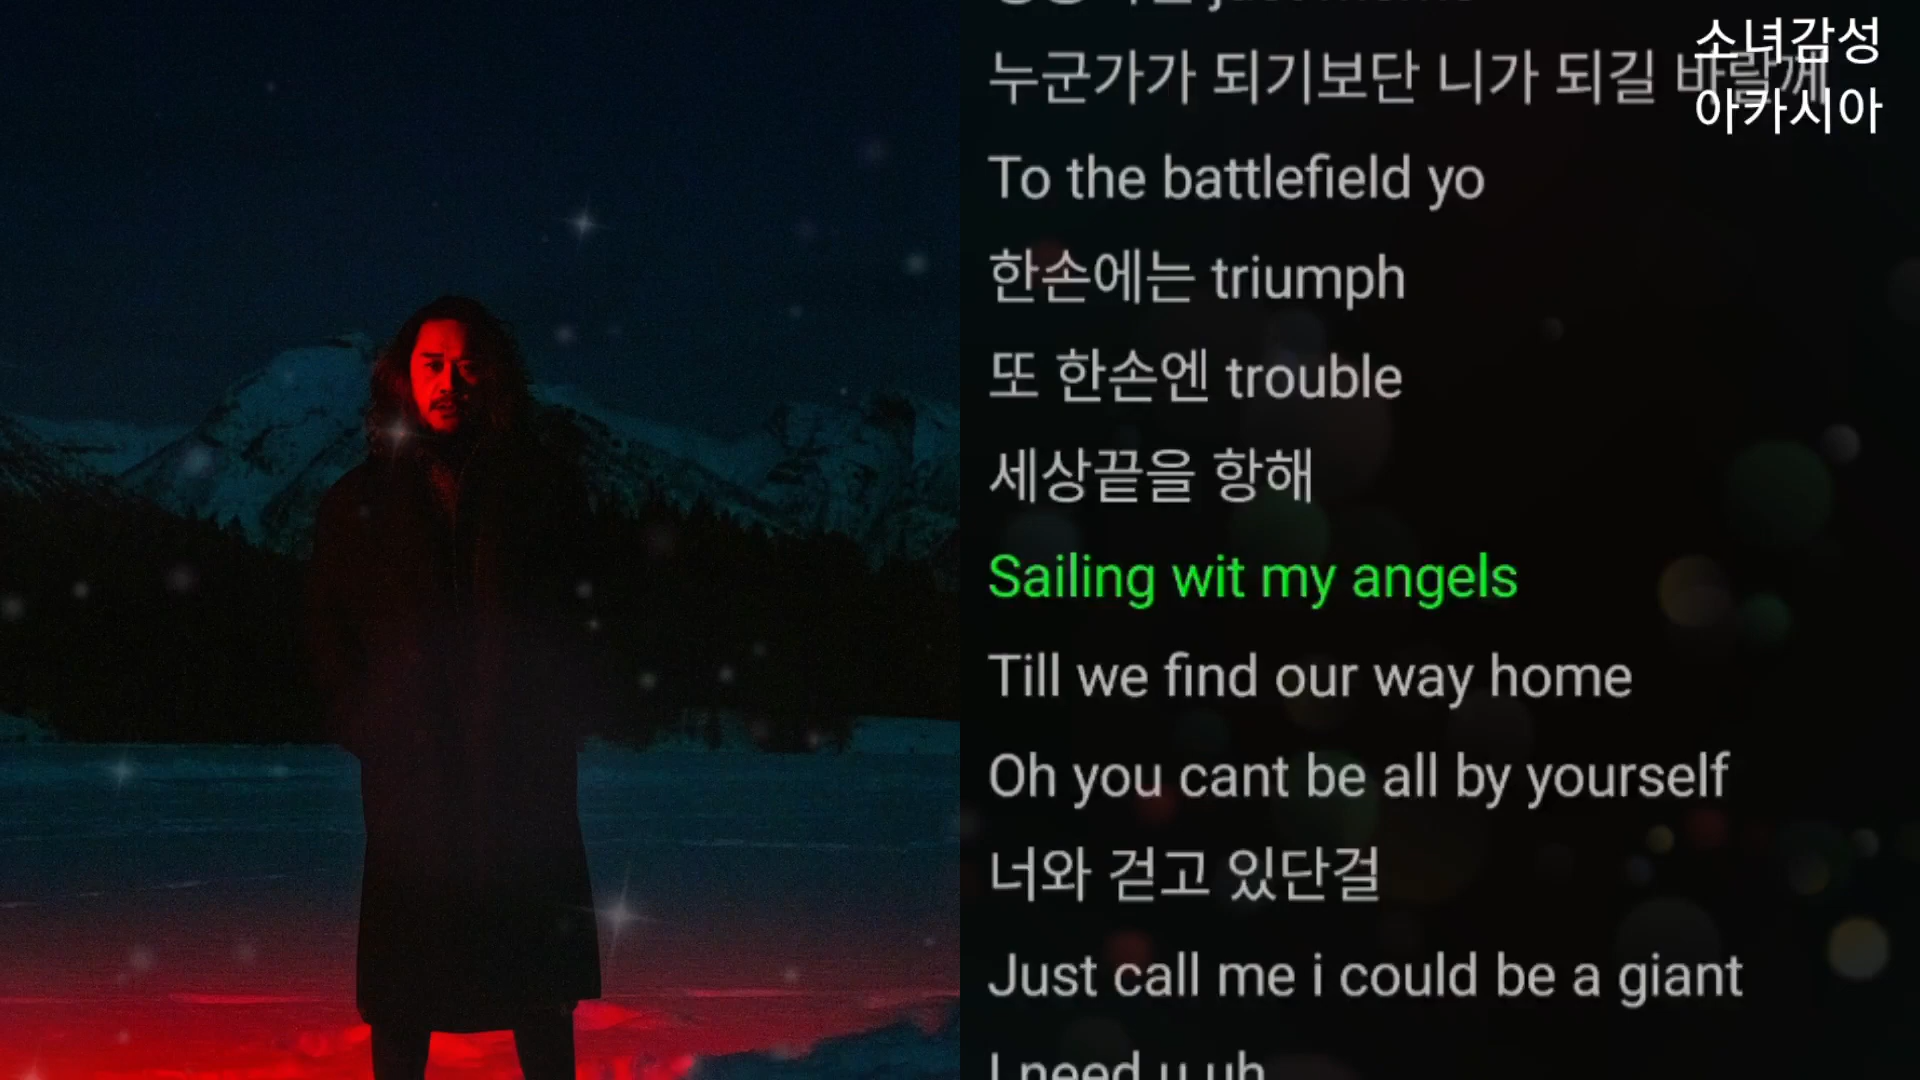 누군가가 되기보단 니가 되길 바랄께
소녀감성
아카시아
To the battlefield yo
한손에는 triumph
또 한손엔 trouble
세상끝을 항해
Sailing wit my angels
Till we find our way home
Oh you cant be all by yourself
너와 걷고 있단걸
Just call me i could be a giant
I need u uh